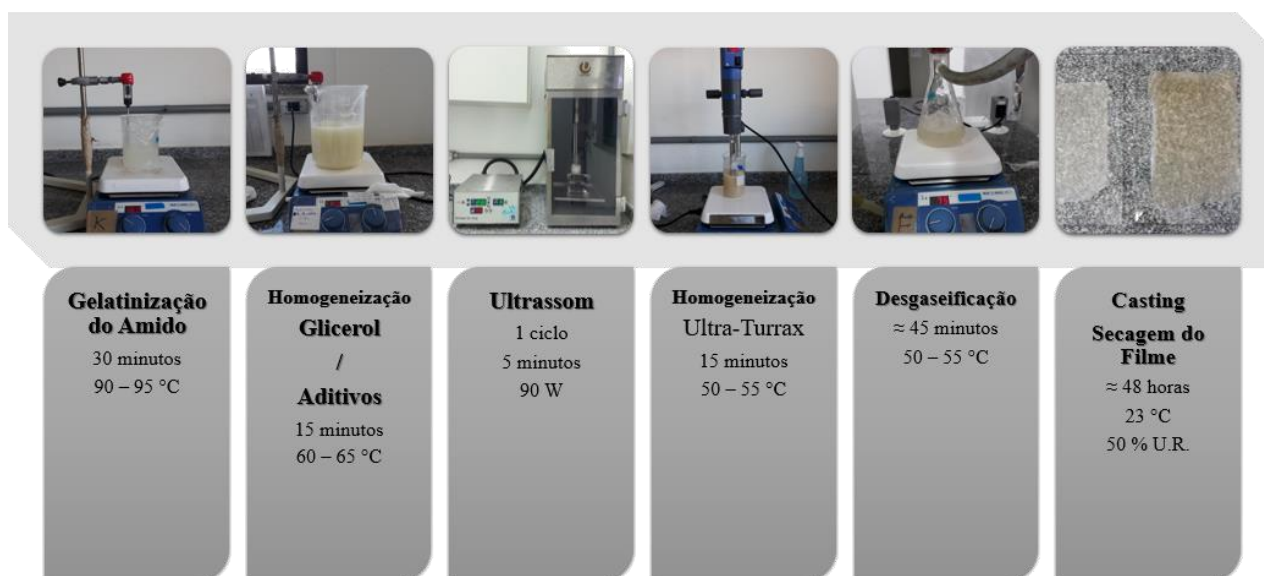 Gelatinização
do Amido
30 minutos
90 – 95 °C
Homogeneização
Glicerol
/
Aditivos
15 minutos
60 – 65 °C
Ultrassom
1 ciclo
5 minutos
90 W
Homogeneização
Ultra-Turrax
15 minutos
50 – 55 °C
Desgaseificação
≈ 45 minutos
50 – 55 °C
Casting
Secagem do
Filme
≈ 48 horas
23 °C
50 % U.R.